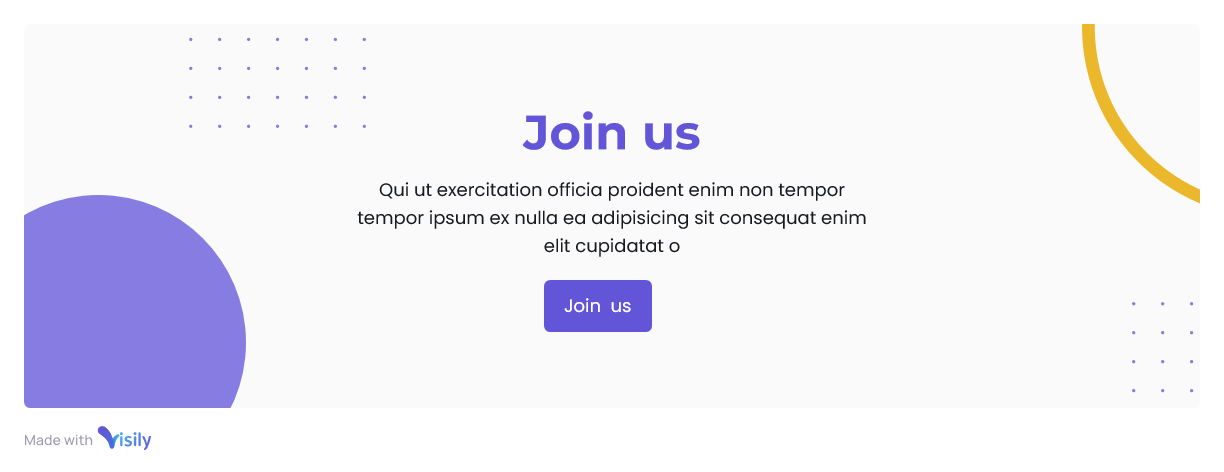 Join us
Qui ut exercitation officia proident enim non tempor
tempor ipsum ex nulla ea adipisicing sit consequat enim
elit cupidatat o
Join us
Made with Visily